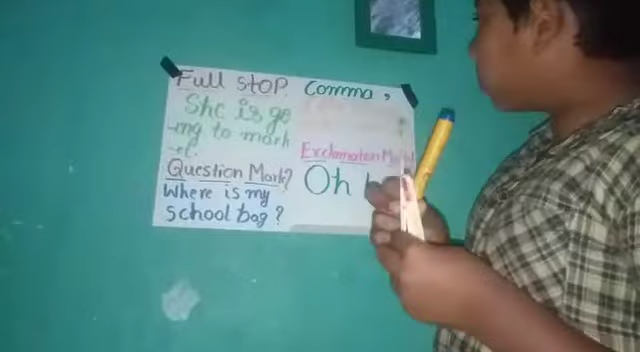 Full stop.
She is go
-ing to mark
-et.
Question Mark?
Where is my
school bag?
Comma ,
Exclamation
Oh